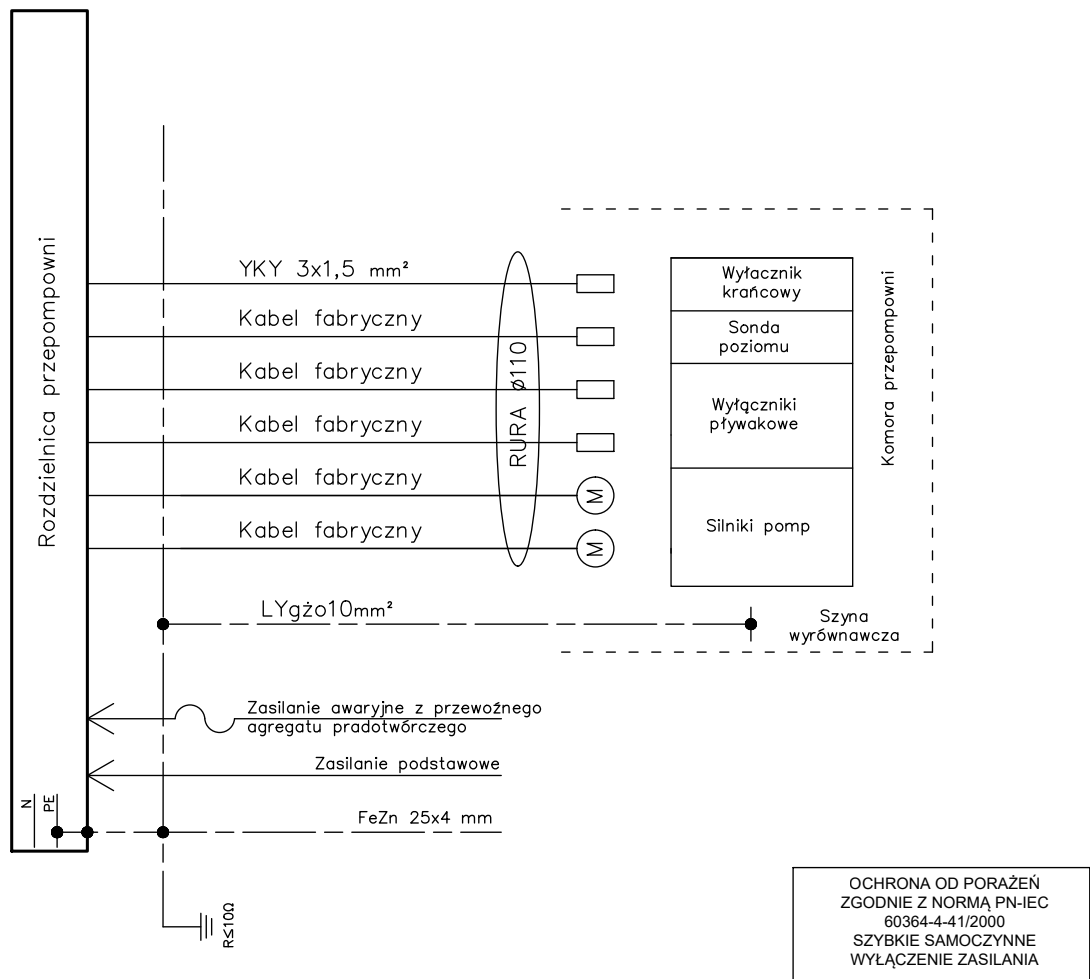 Rozdzielnica przepompowni
YKY 3x1,5 mm²
Kabel fabryczny
Kabel fabryczny
Kabel fabryczny
Kabel fabryczny
Kabel fabryczny
RURA ø110
M
M
Wyłacznik
krańcowy
Sonda
poziomu
Wyłączniki
pływakowe
Silniki pomp
Komora przepompowni
LYgżo10mm²
Szyna
wyrównawcza
Zasilanie awaryjne z przewoźnego
agregatu pradotwórczego
Zasilanie podstawowe
N
PE
FeZn 25x4 mm
R≤10Ω
OCHRONA OD PORAŻEŃ
ZGODNIE Z NORMĄ PN-IEC
60364-4-41/2000
SZYBKIE SAMOCZYNNE
WYŁĄCZENIE ZASILANIA